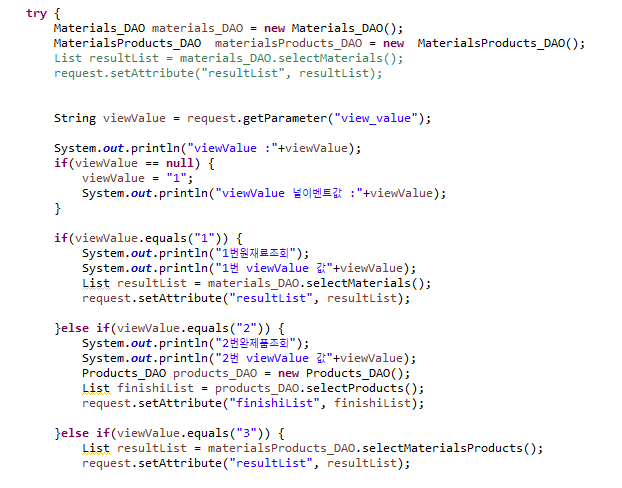 try {
Materials_DAO materials_DAO = new Materials_DAO();
MaterialsProducts_DAO  materialsProducts_DAO = new  MaterialsProducts_DAO();
List resultList = materials_DAO.selectMaterials();
request.setAttribute("resultList", resultList);
String viewValue = request.getParameter("view_value");
System.out.println("viewValue :"+viewValue);
if(viewValue == null) {
viewValue = "1";
System.out.println("viewValue 널이벤트값 :"+viewValue);
}
if(viewValue.equals("1")) {
System.out.println("1번원재료조회");
System.out.println("1번 viewValue 값"+viewValue);
List resultList = materials_DAO.selectMaterials();
request.setAttribute("resultList", resultList);
}else if(viewValue.equals("2")) {
System.out.println("2번완제품조회");
System.out.println("2번 viewValue 값"+viewValue);
Products_DAO products_DAO = new Products_DAO();
List finishiList = products_DAO.selectProducts();
request.setAttribute("finishiList", finishiList);
}else if(viewValue.equals("3")) {
List resultList = materialsProducts_DAO.selectMaterialsProducts();
request.setAttribute("resultList", resultList);